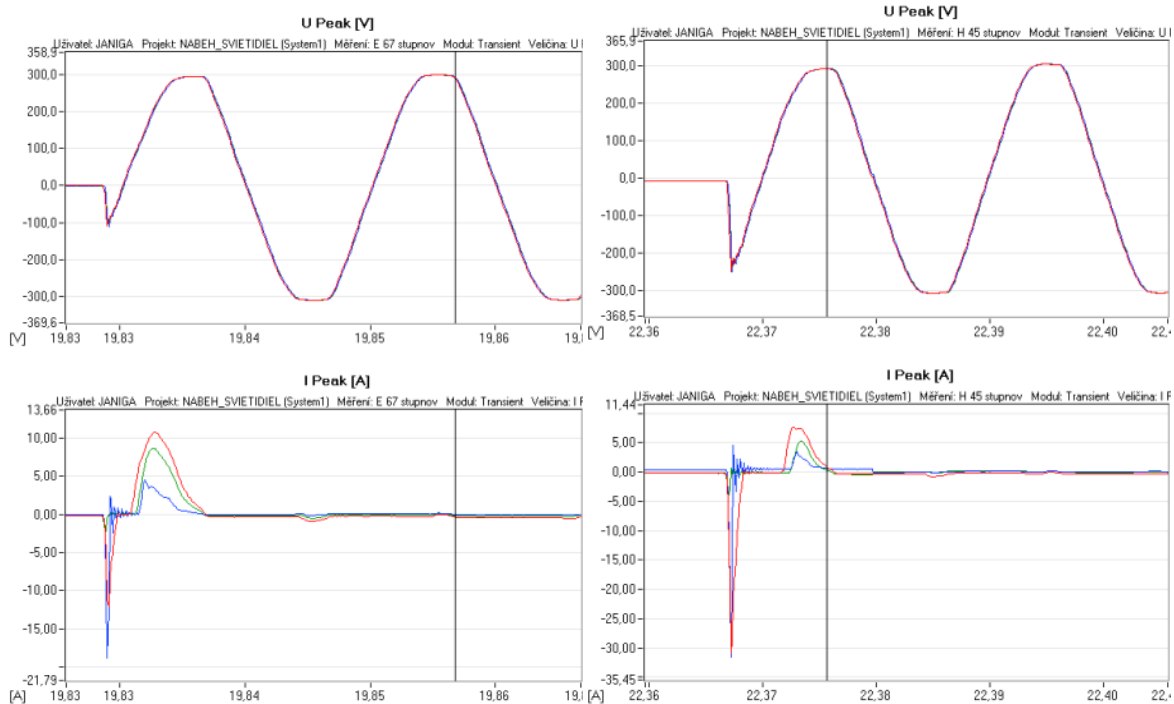 U Peak [V]
Uživatel: JANIGA Projekt: NABEH_SVIETIDIEL (System1) Měření: E 67 stupnov Modul: Transient Veličina: U
358,9
300,0
200,0
100,0
0,0
-100,0
-200,0
-300,0
-369,6
[V]
19,83 19,83 19,84 19,85 19,86
U Peak [V]
Uživatel: JANIGA Projekt: NABEH_SVIETIDIEL (System1) Měření: H 45 stupnov Modul: Transient Veličina: U
365,9
300,0
200,0
100,0
0,0
-100,0
-200,0
-300,0
-368,5
[V]
22,36 22,37 22,38 22,39 22,40
I Peak [A]
Uživatel: JANIGA Projekt: NABEH_SVIETIDIEL (System1) Měření: E 67 stupnov Modul: Transient Veličina: I
13,66
10,00
5,00
0,00
-5,00
-10,00
-15,00
-21,79
[A]
19,83 19,83 19,84 19,85 19,86
I Peak [A]
Uživatel: JANIGA Projekt: NABEH_SVIETIDIEL (System1) Měření: H 45 stupnov Modul: Transient Veličina: I
11,44
5,00
0,00
-5,00
-10,00
-15,00
-20,00
-25,00
-30,00
-35,45
[A]
22,36 22,37 22,38 22,39 22,40